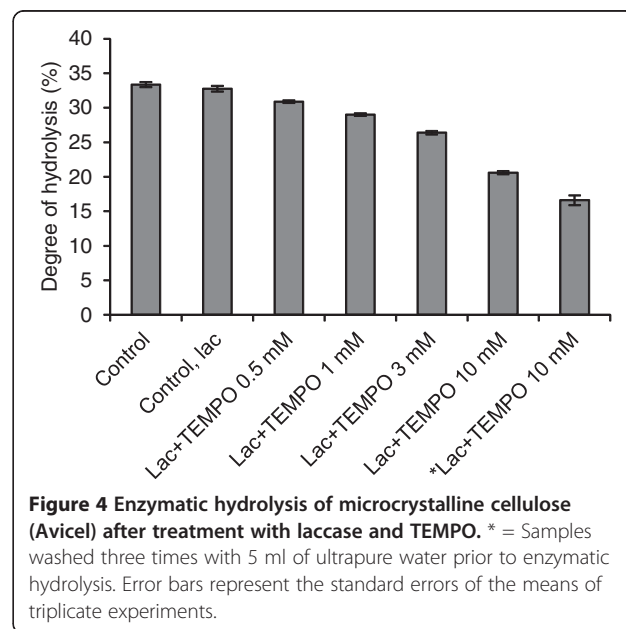 40
35
30
25
20
15
10
5
0
Degree of hydrolysis (%)
Control
Control, lac
Lac+TEMPO 0.5 mM
Lac+TEMPO 1 mM
Lac+TEMPO 3 mM
Lac+TEMPO 10 mM
*Lac+TEMPO 10 mM
Figure 4 Enzymatic hydrolysis of microcrystalline cellulose
(Avicel) after treatment with laccase and TEMPO. * = Samples
washed three times with 5 ml of ultrapure water prior to enzymatic
hydrolysis. Error bars represent the standard errors of the means of
triplicate experiments.